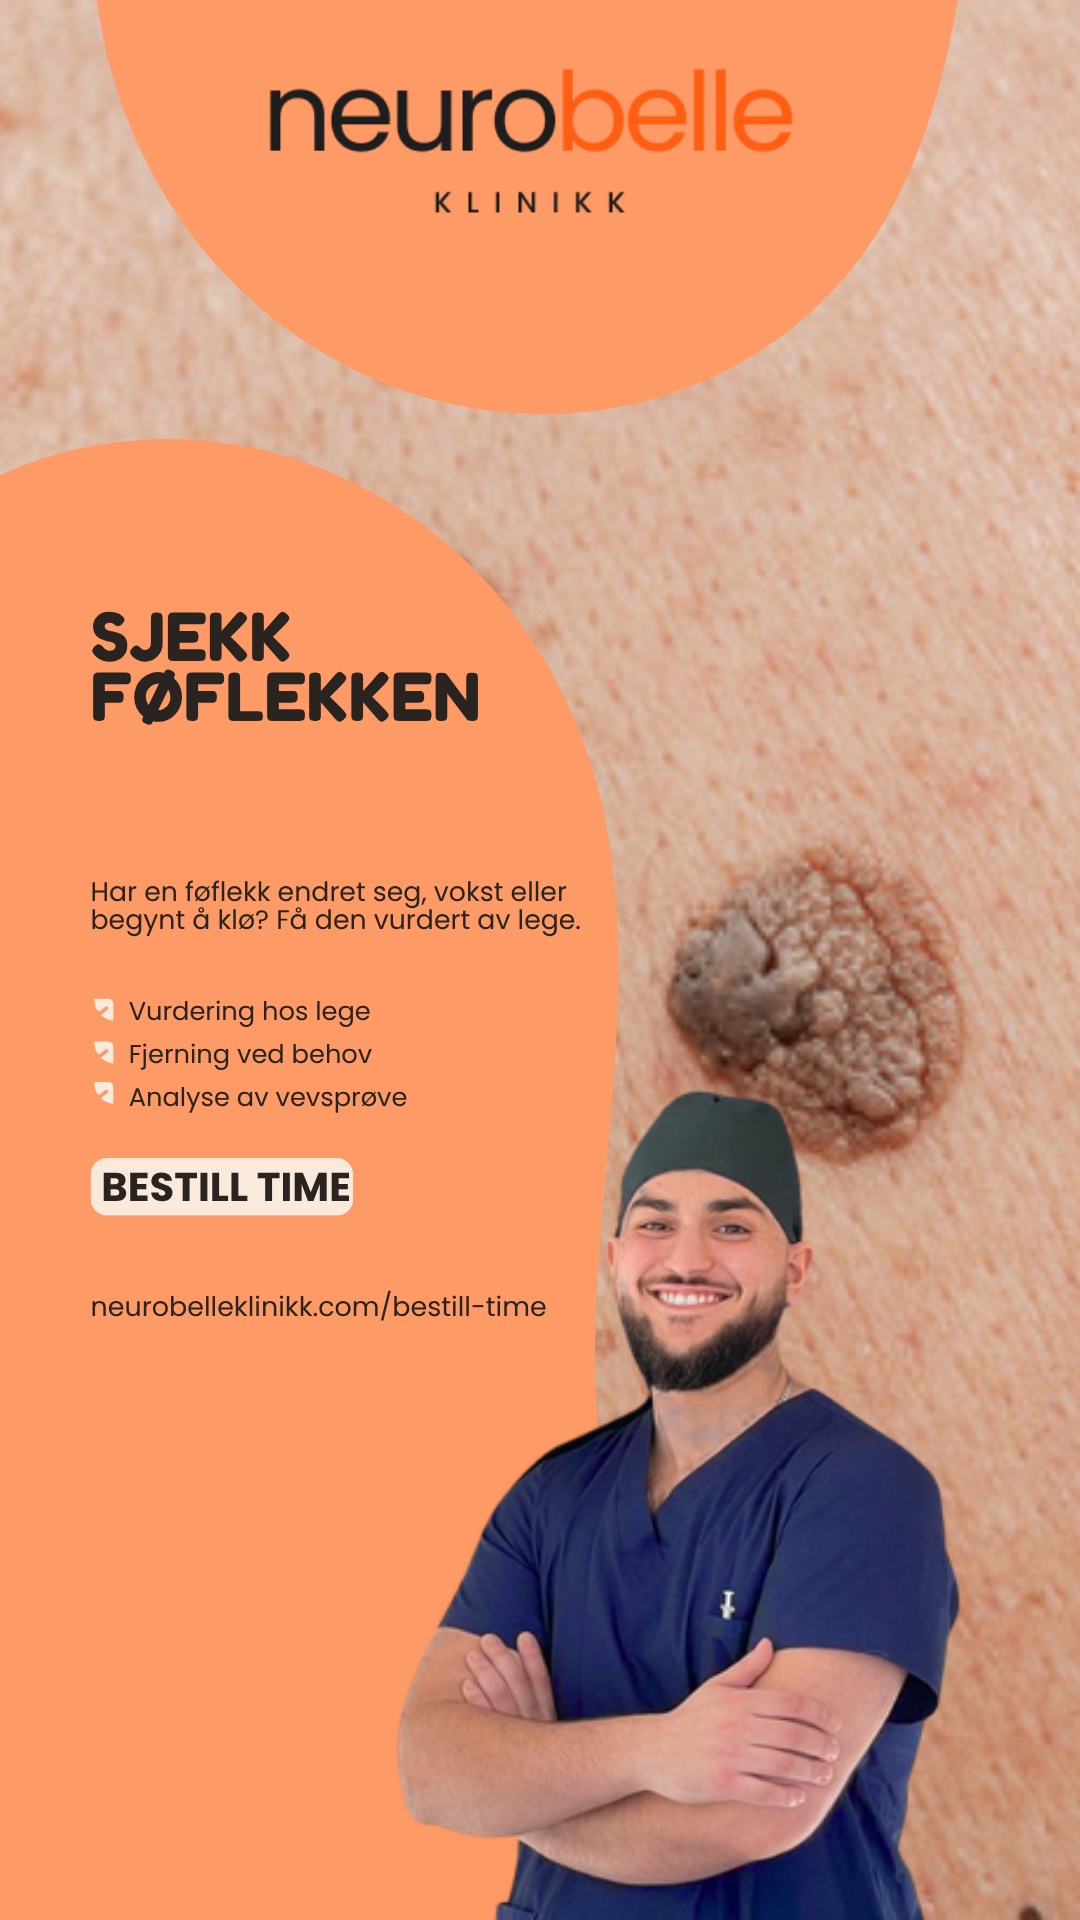 neurobelle
KLINIKK
SJEKK
FØFLEKKEN
Har en føflekk endret seg, vokst eller
begynt å klø? Få den vurdert av lege.
Vurdering hos lege
Fjerning ved behov
Analyse av vevsprøve
BESTILL TIME
neurobelleklinikk.com/bestill-time